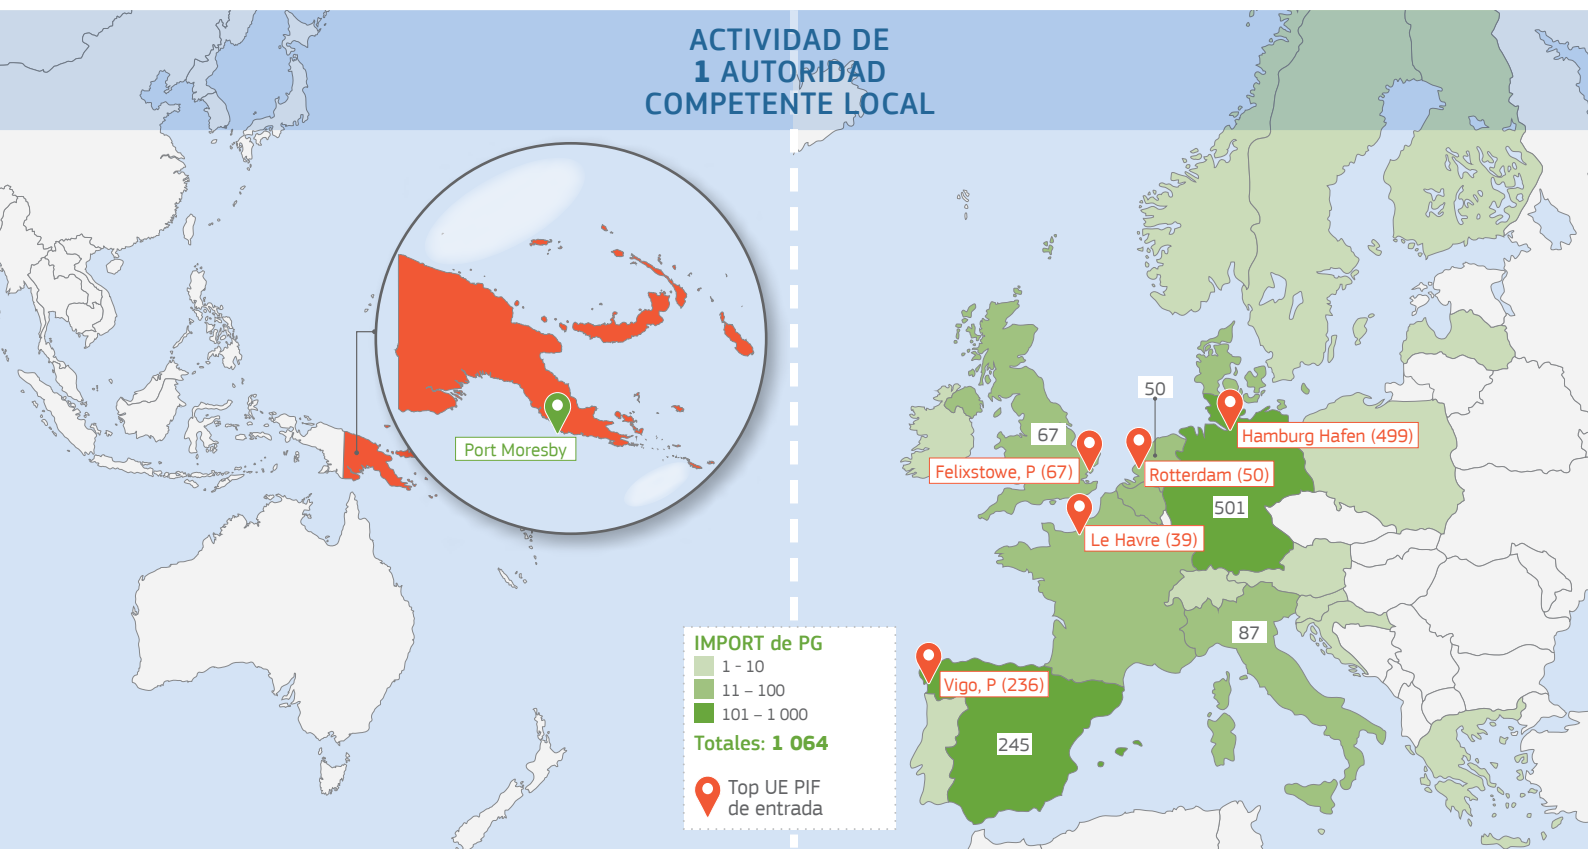 ACTIVIDAD DE
1 AUTORIDAD
COMPETENTE LOCAL
Port Moresby
50
67
Hamburg Hafen (499)
Felixstowe, P (67)
Rotterdam (50)
501
Le Havre (39)
87
Vigo, P (236)
245
IMPORT de PG
1 - 10
11 – 100
101 – 1 000
Totales: 1 064
Top UE PIF
de entrada